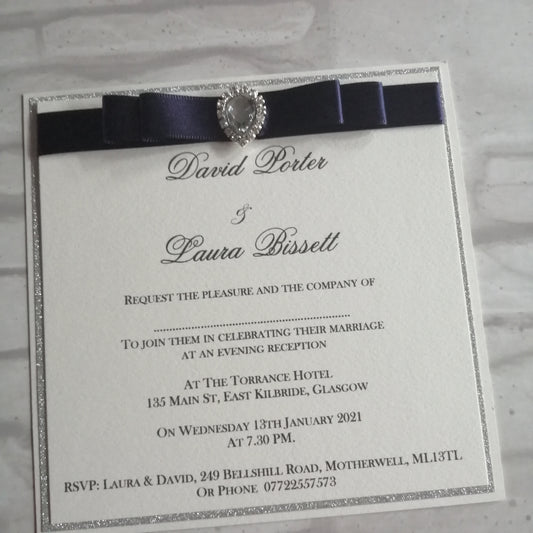 David Porter
&
Laura Bissett
Request the pleasure and the company of
................................................................
To join them in celebrating their marriage
at an evening reception
At The Torrance Hotel
135 Main St, East Kilbride, Glasgow
On Wednesday 13th January 2021
At 7.30 pm.
RSVP: Laura & David, 249 Bellshill Road, Motherwell, ML13TL
Or Phone 07722557573